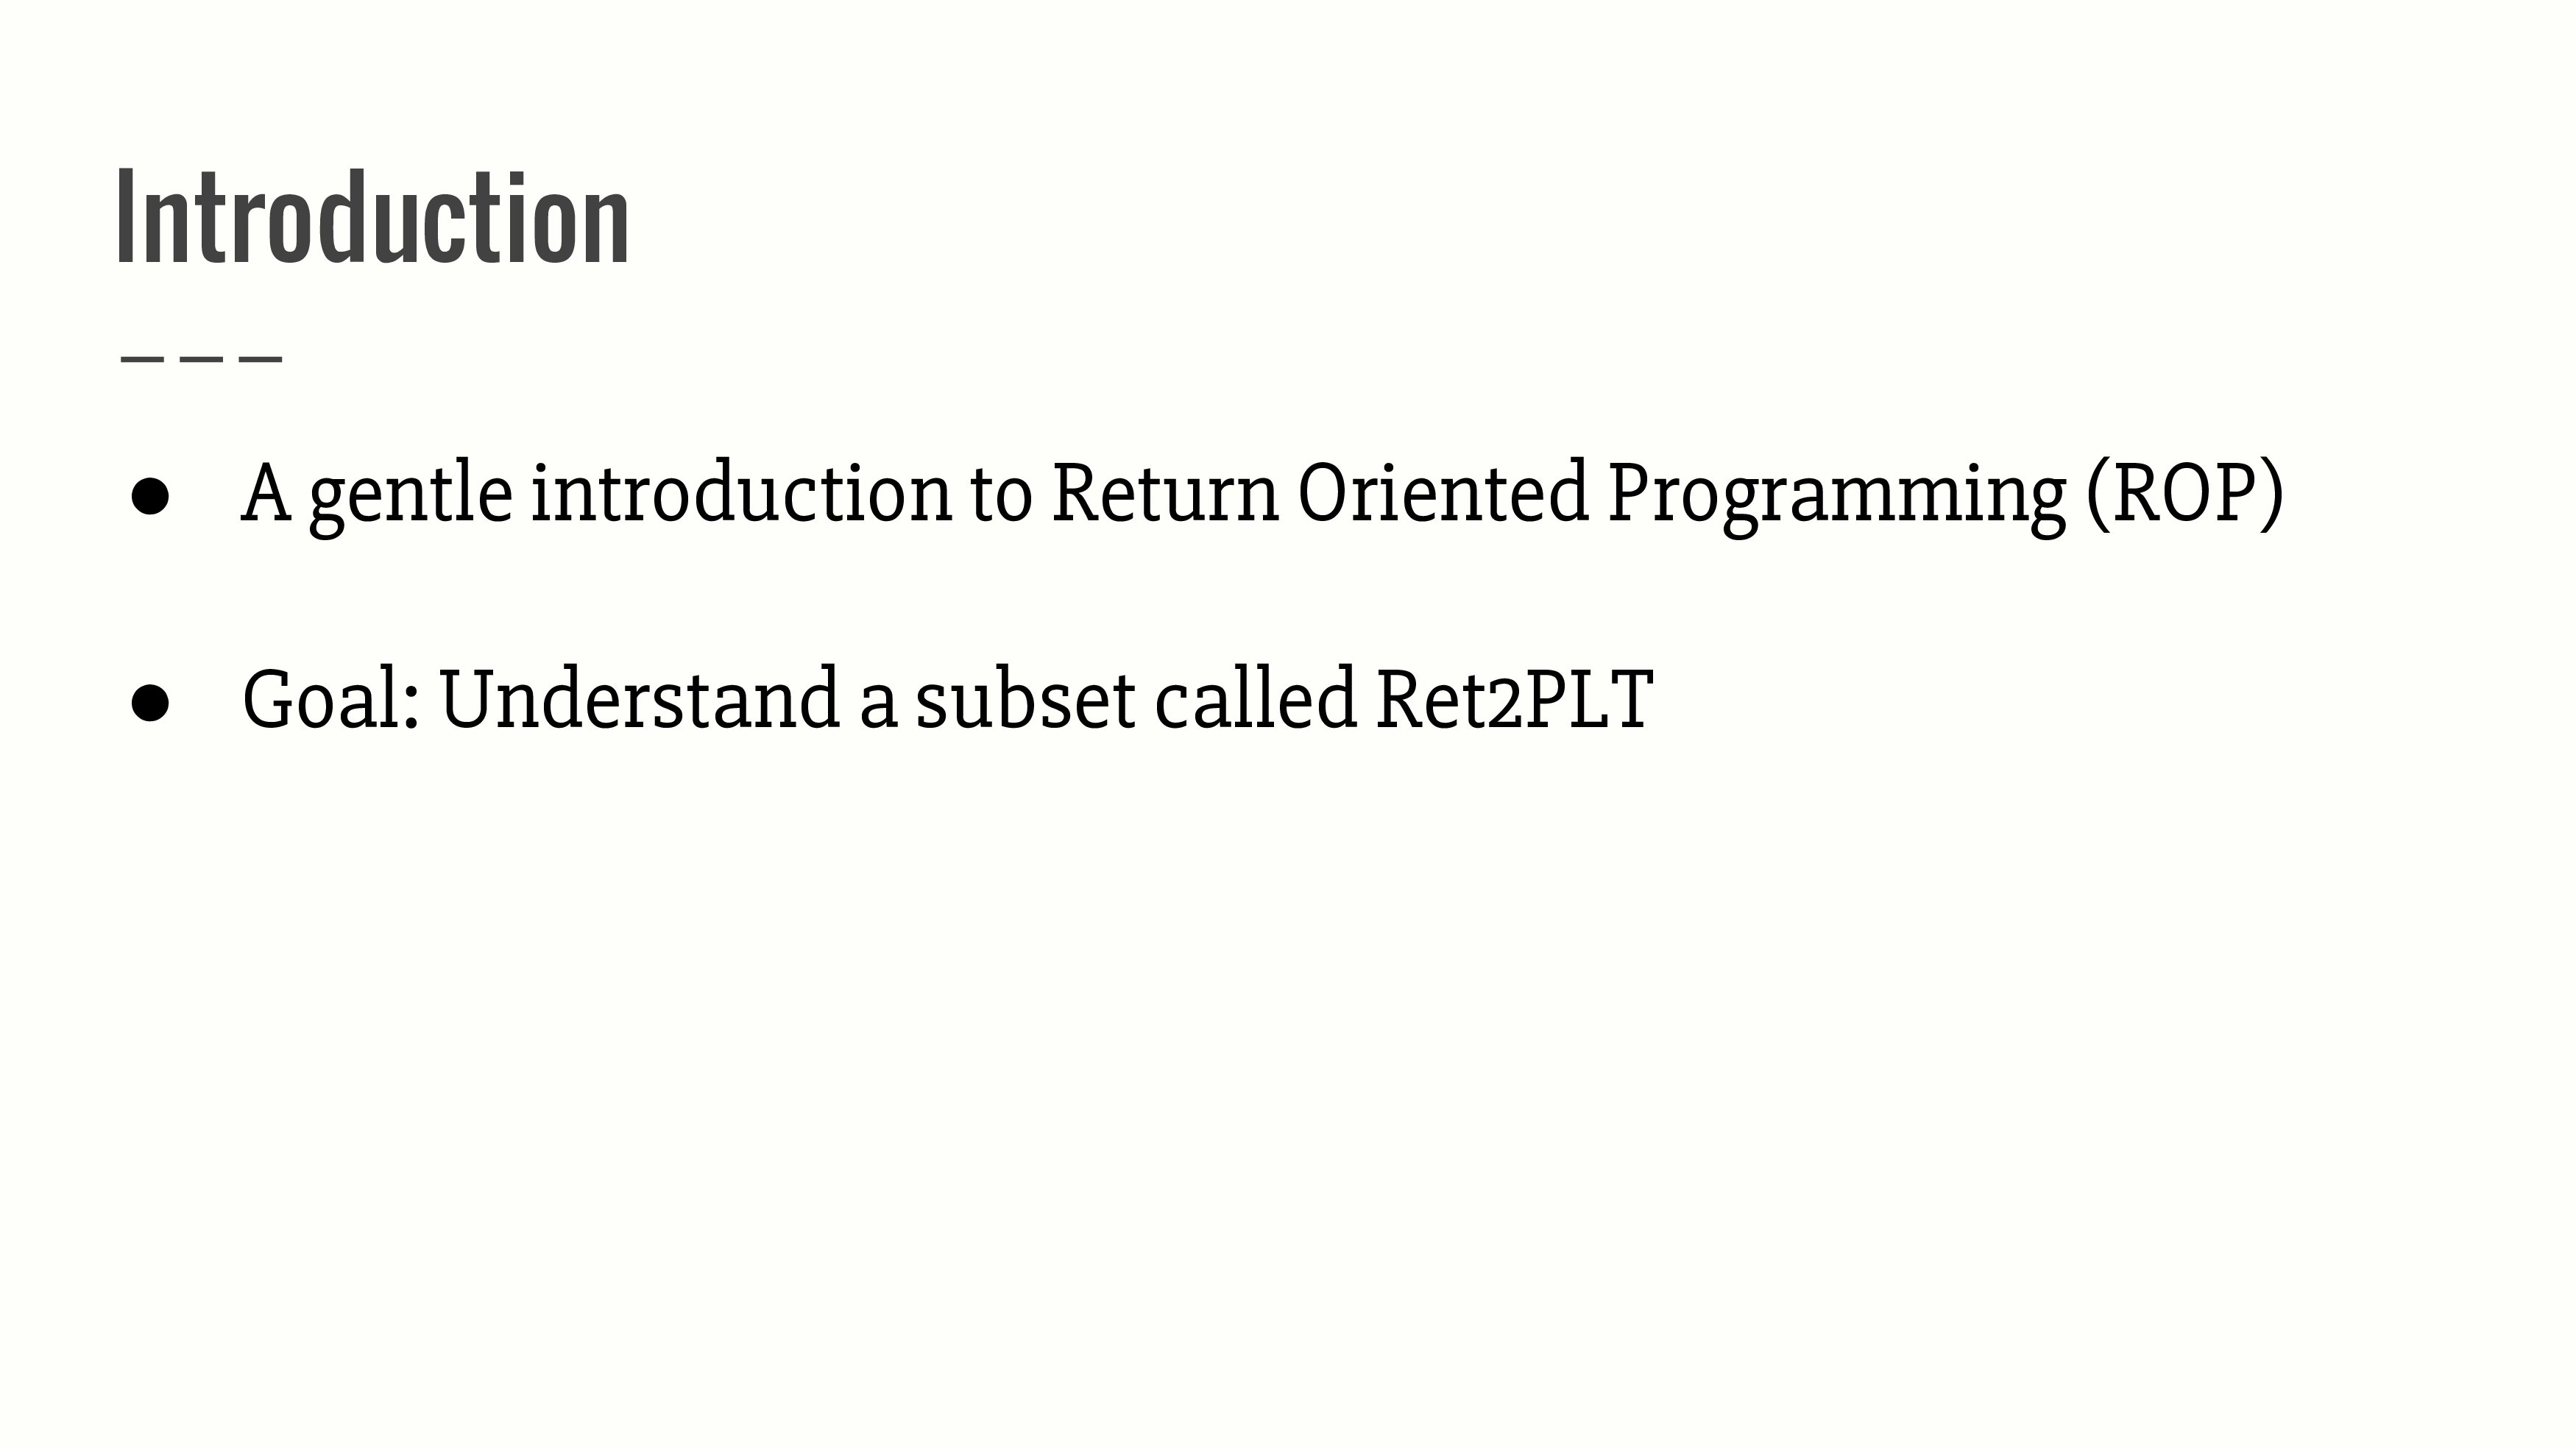 Introduction
● A gentle introduction to Return Oriented Programming (ROP)
● Goal: Understand a subset called Ret2PLT